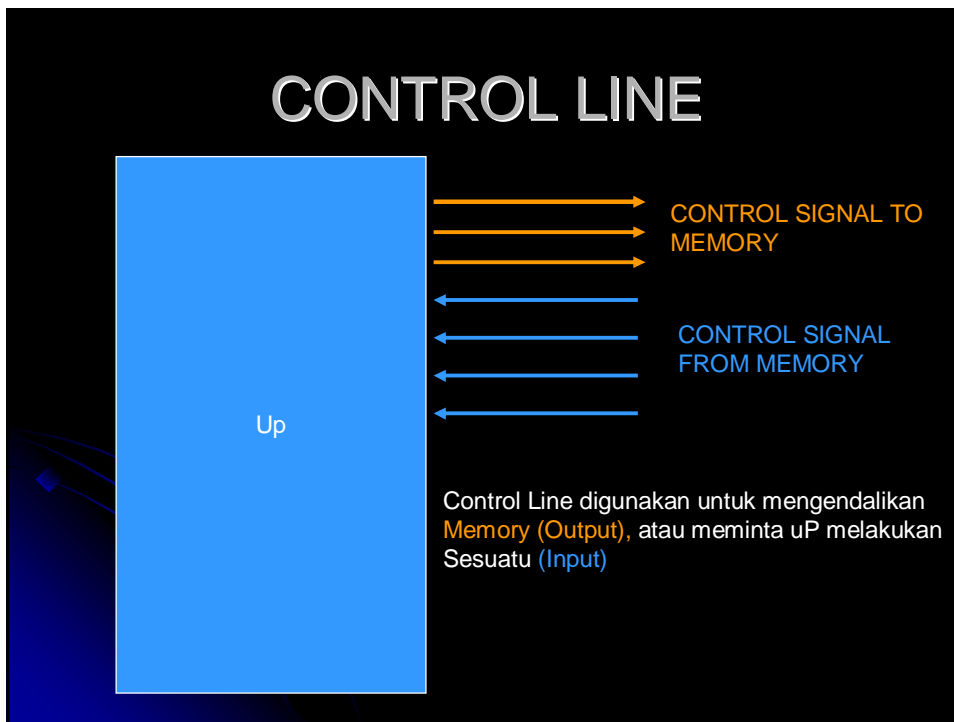 CONTROL LINE
CONTROL SIGNAL TO
MEMORY
CONTROL SIGNAL
FROM MEMORY
Up
Control Line digunakan untuk mengendalikan
Memory (Output), atau meminta uP melakukan
Sesuatu (Input)